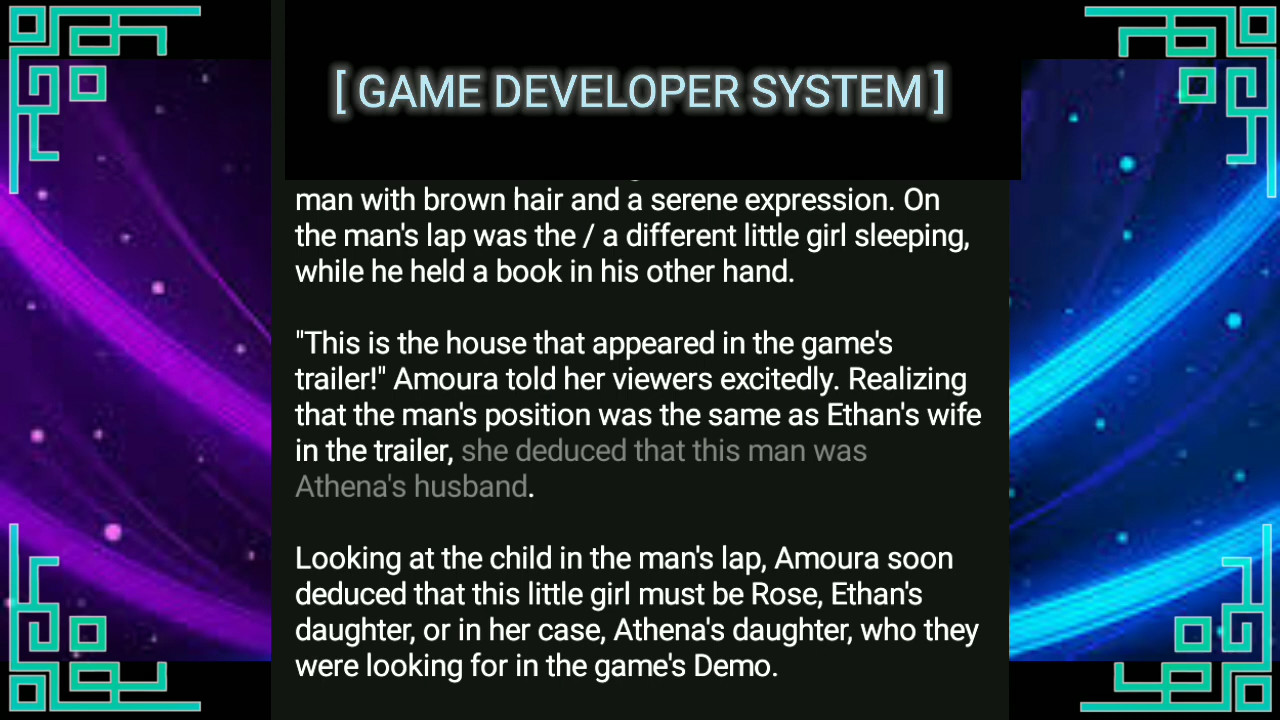 [ GAME DEVELOPER SYSTEM ]
man with brown hair and a serene expression. On
the man's lap was the / a different little girl sleeping,
while he held a book in his other hand.
"This is the house that appeared in the game's
trailer!" Amoura told her viewers excitedly. Realizing
that the man's position was the same as Ethan's wife
in the trailer, she deduced that this man was
Athena's husband.
Looking at the child in the man's lap, Amoura soon
deduced that this little girl must be Rose, Ethan's
daughter, or in her case, Athena's daughter, who they
were looking for in the game's Demo.